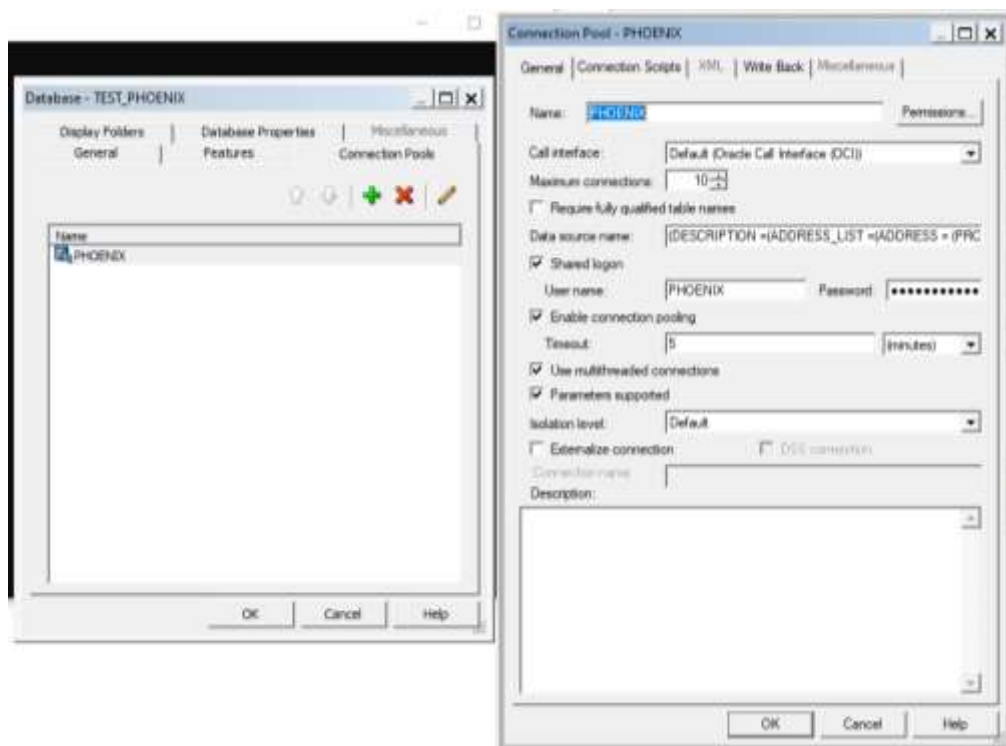 Database - TEST_PHOENIX
Display Folders | Database Properties | Miscellaneous
General | Features Connection Pools
Name
PHOENIX
OK Cancel Help
Connection Pool - PHOENIX
General | Connection Scripts | XML | Write Back | Miscellaneous |
Name: PHOENIX Permissions...
Call interface: Default (Oracle Call Interface (OCI))
Maximum connections: 10
Require fully qualified table names
Data source name: (DESCRIPTION =(ADDRESS_LIST =(ADDRESS = (PRC
Shared logon
User name: PHOENIX Password: •••••••••••
Enable connection pooling
Timeout: 5 (minutes)
Use multithreaded connections
Parameters supported
Isolation level: Default
Externalize connection DSS connection
Connection name:
Description:
OK Cancel Help